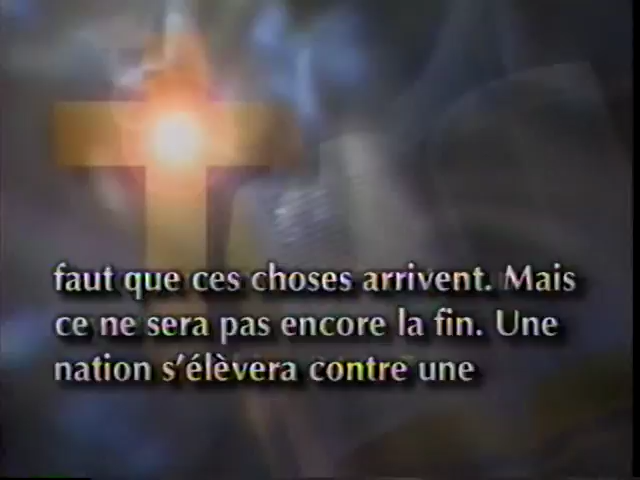 faut que ces choses arrivent. Mais
ce ne sera pas encore la fin. Une
nation s'élèvera contre une